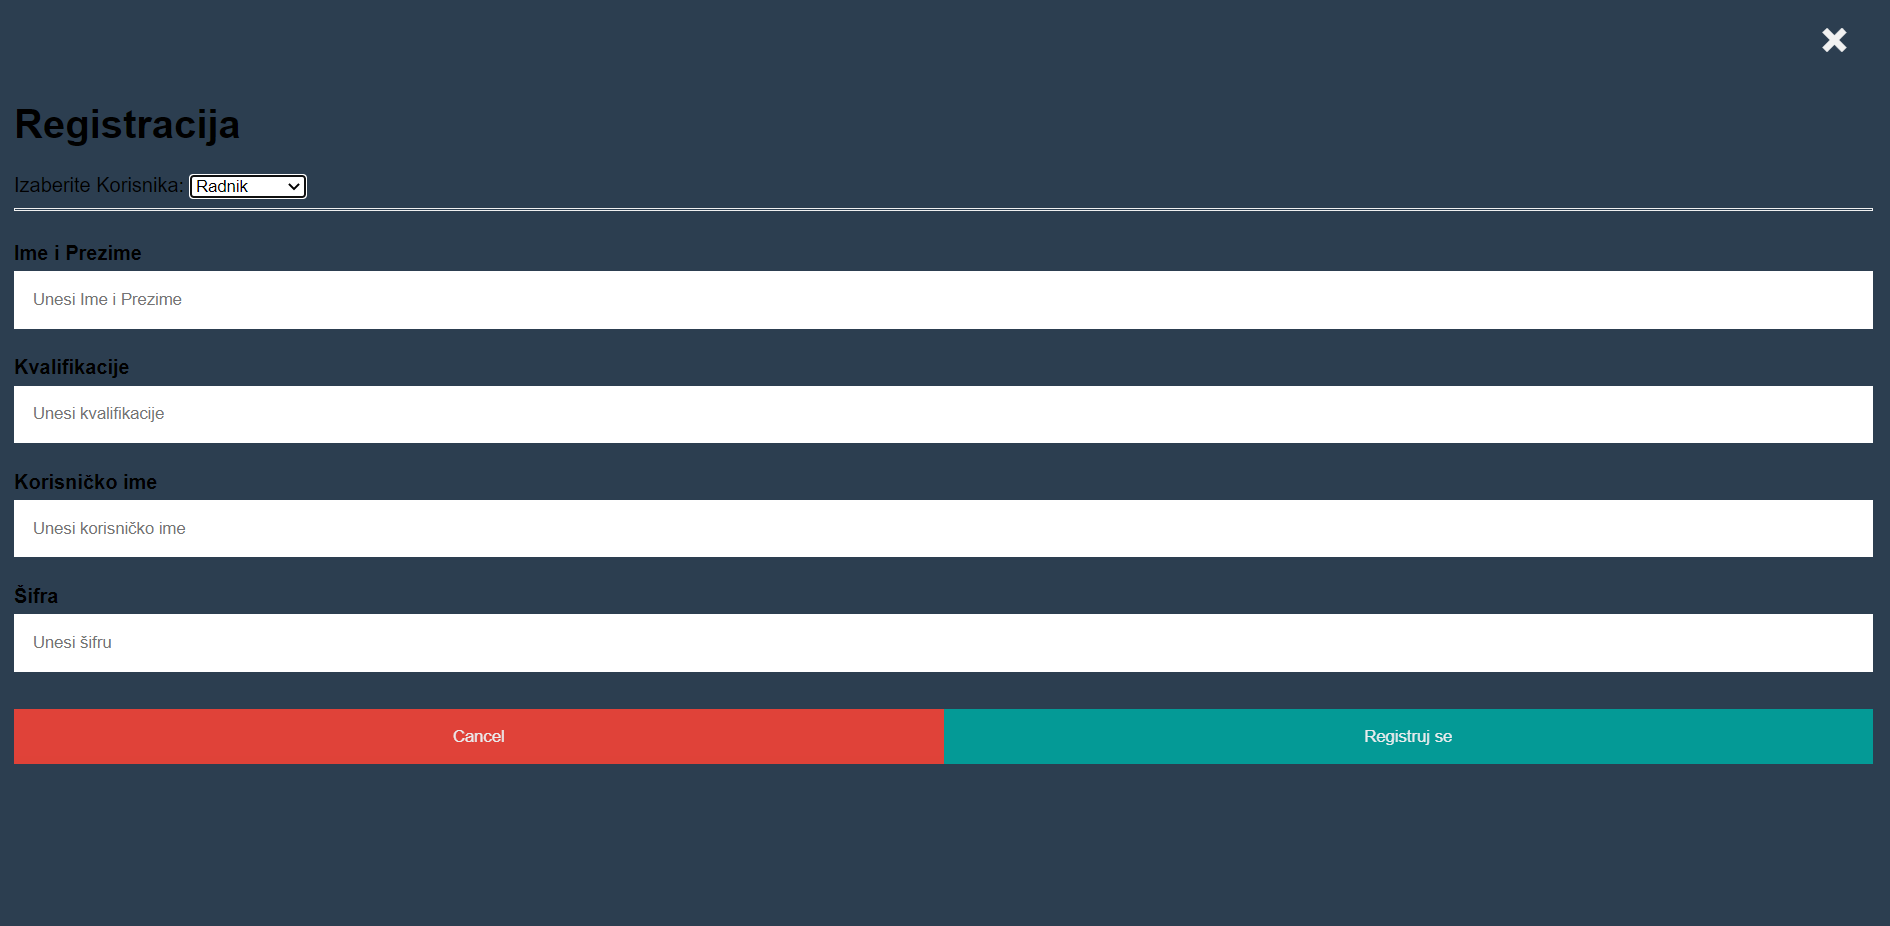 Registracija
Izaberite Korisnika: Radnik
Ime i Prezime
Unesi Ime i Prezime
Kvalifikacije
Unesi kvalifikacije
Korisničko ime
Unesi korisničko ime
Šifra
Unesi šifru
Cancel Registruj se